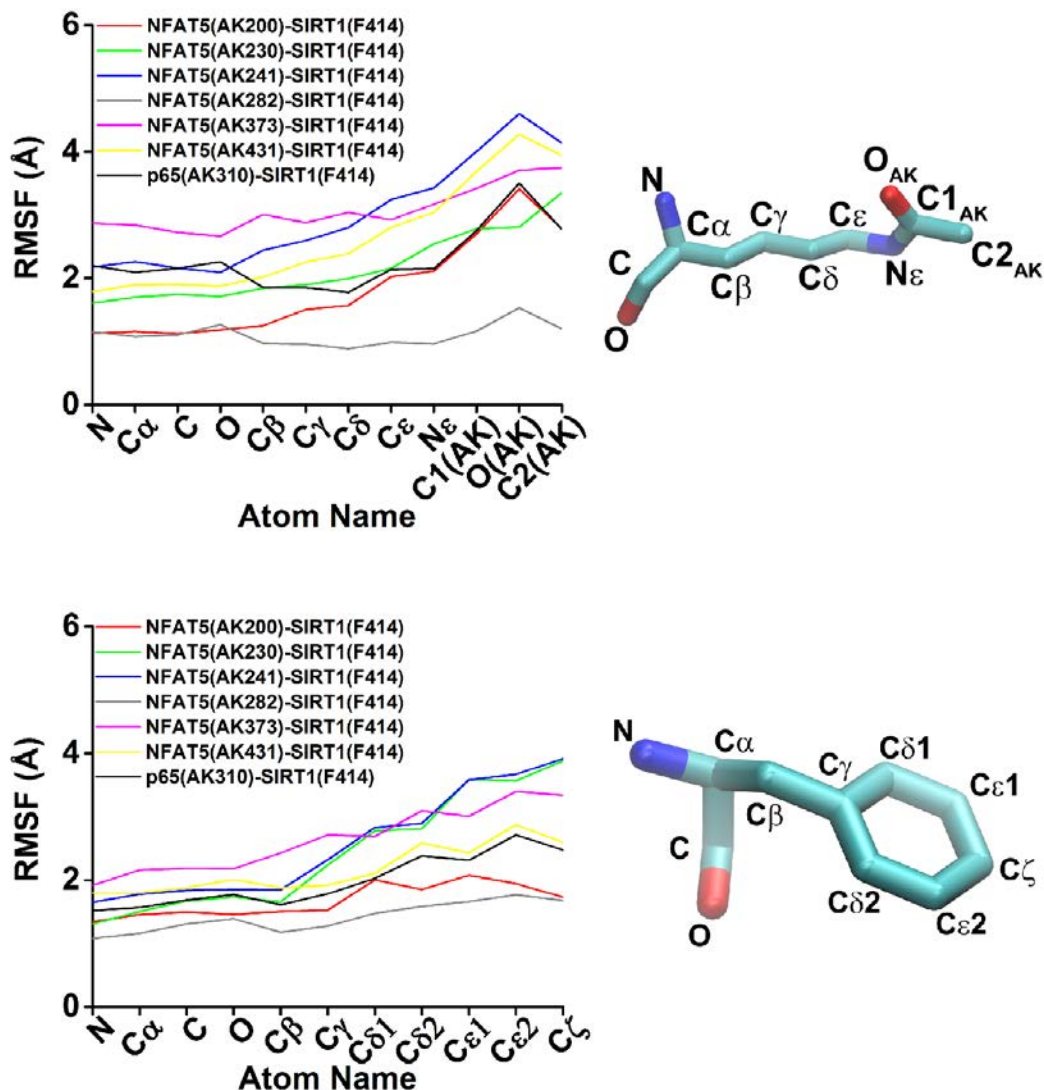 6
NFAT5(AK200)-SIRT1(F414)
NFAT5(AK230)-SIRT1(F414)
NFAT5(AK241)-SIRT1(F414)
NFAT5(AK282)-SIRT1(F414)
NFAT5(AK373)-SIRT1(F414)
NFAT5(AK431)-SIRT1(F414)
p65(AK310)-SIRT1(F414)
4
2
0
RMSF (Å)
N Cα C O Cβ Cγ Cδ Cε Nε C1(AK) O(AK) C2(AK)
Atom Name
N
Cα
C
O
Cβ
Cγ
Cδ
Cε
Nε
O AK
C1 AK
C2 AK
6
NFAT5(AK200)-SIRT1(F414)
NFAT5(AK230)-SIRT1(F414)
NFAT5(AK241)-SIRT1(F414)
NFAT5(AK282)-SIRT1(F414)
NFAT5(AK373)-SIRT1(F414)
NFAT5(AK431)-SIRT1(F414)
p65(AK310)-SIRT1(F414)
4
2
0
RMSF (Å)
N Cα C O Cβ Cγ Cδ1 Cδ2 Cε1 Cε2 Cζ
Atom Name
N
Cα
C
O
Cβ
Cγ
Cδ1
Cε1
Cζ
Cδ2
Cε2